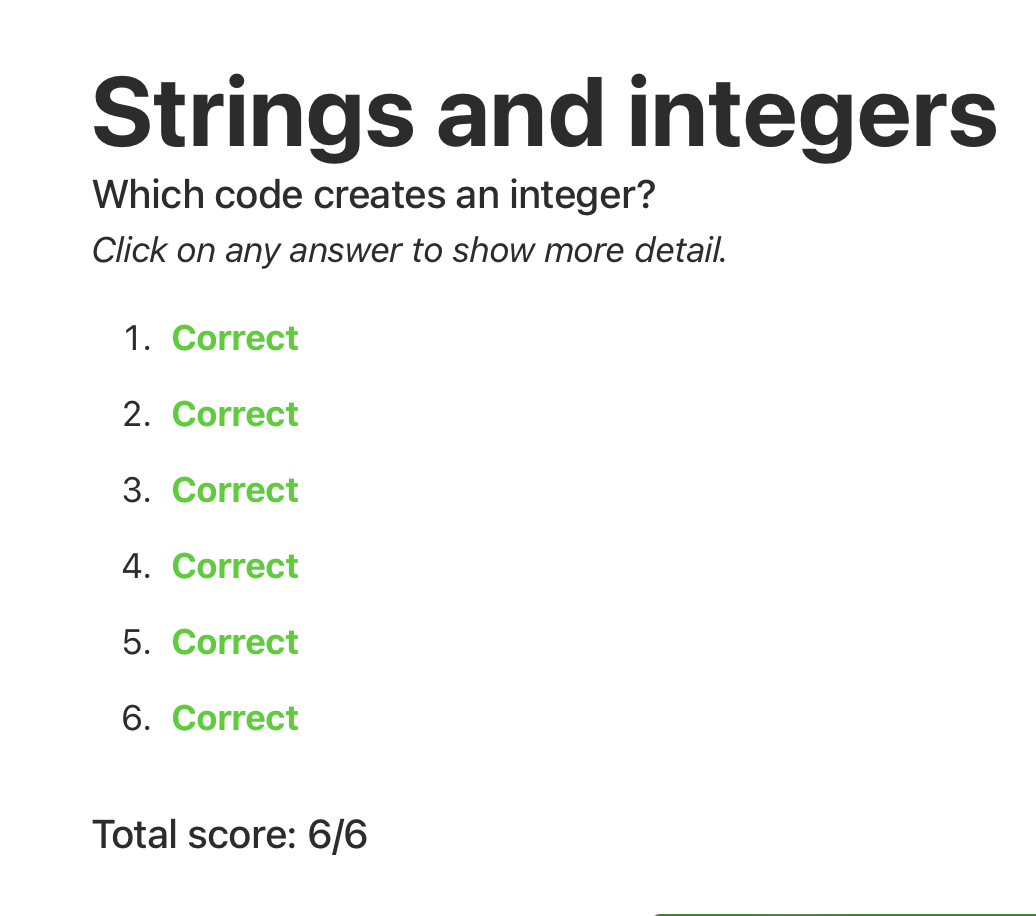 Strings and integers
Which code creates an integer?
Click on any answer to show more detail.
1. Correct
2. Correct
3. Correct
4. Correct
5. Correct
6. Correct
Total score: 6/6